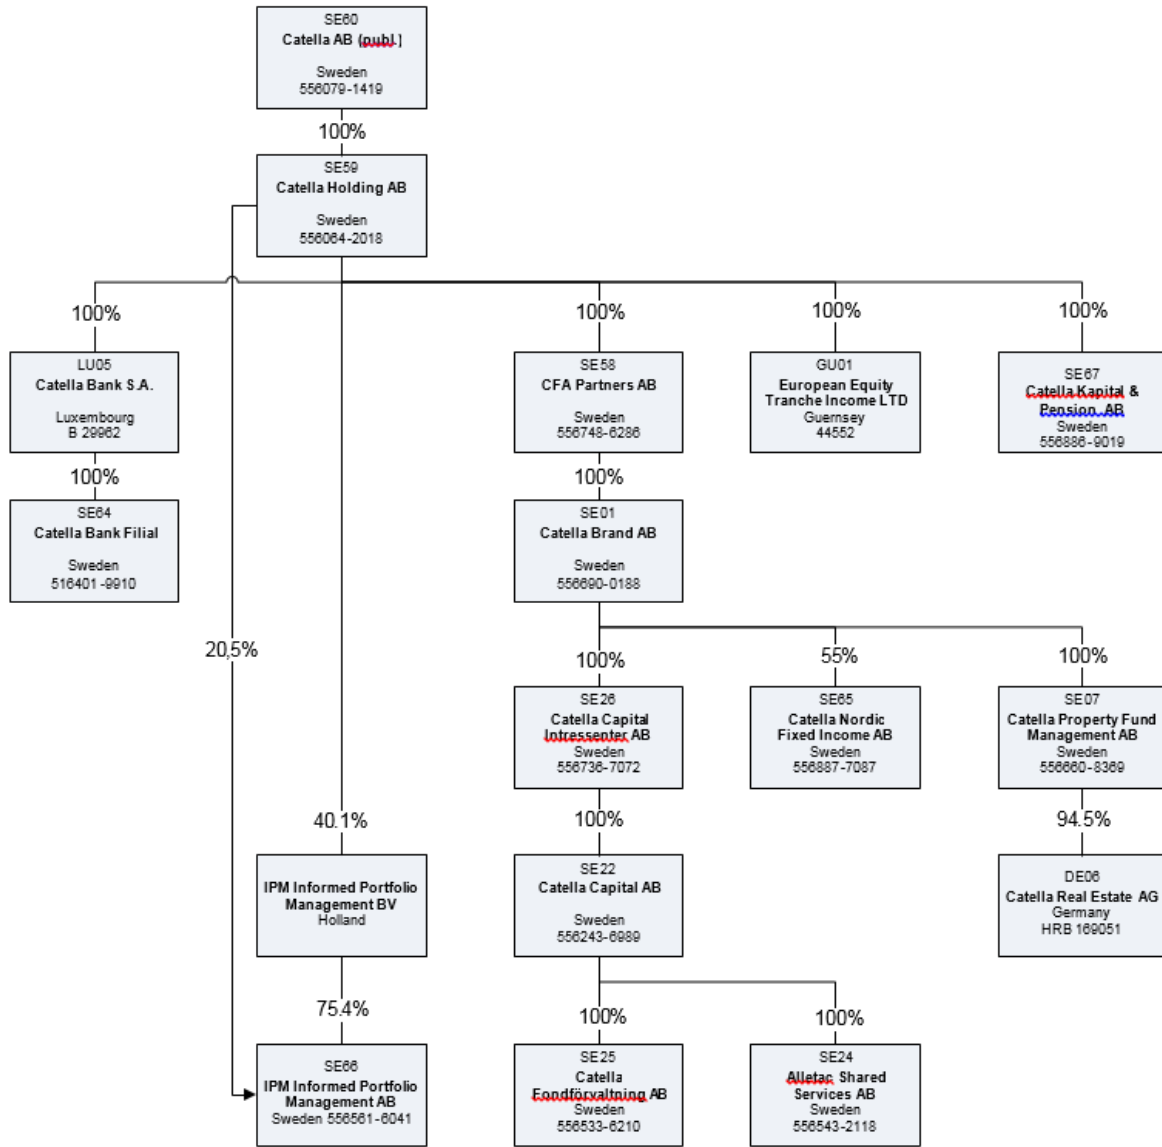 SE60
Catella AB (publ.)
Sweden
556079-1419
100%
SE59
Catella Holding AB
Sweden
556064-2018
100%
100%
100%
100%
LU05
Catella Bank S.A.
Luxembourg
B 29962
SE58
CFA Partners AB
Sweden
556748-6286
GU01
European Equity
Tranche Income LTD
Guernsey
44552
SE67
Catella Kapital &
Pension AB
Sweden
556886-9019
100%
100%
SE64
Catella Bank Filial
Sweden
516401-9910
SE01
Catella Brand AB
Sweden
556690-0188
20,5%
100%
55%
100%
SE26
Catella Capital
Intressenter AB
Sweden
556736-7072
SE65
Catella Nordic
Fixed Income AB
Sweden
556887-7087
SE07
Catella Property Fund
Management AB
Sweden
556660-8369
40.1%
100%
94.5%
IPM Informed Portfolio
Management BV
Holland
SE22
Catella Capital AB
Sweden
556243-6989
DE06
Catella Real Estate AG
Germany
HRB 169051
75.4%
100%
100%
SE66
IPM Informed Portfolio
Management AB
Sweden 556561-6041
SE25
Catella
Fondförvaltning AB
Sweden
556533-6210
SE24
Alletac Shared
Services AB
Sweden
556543-2118